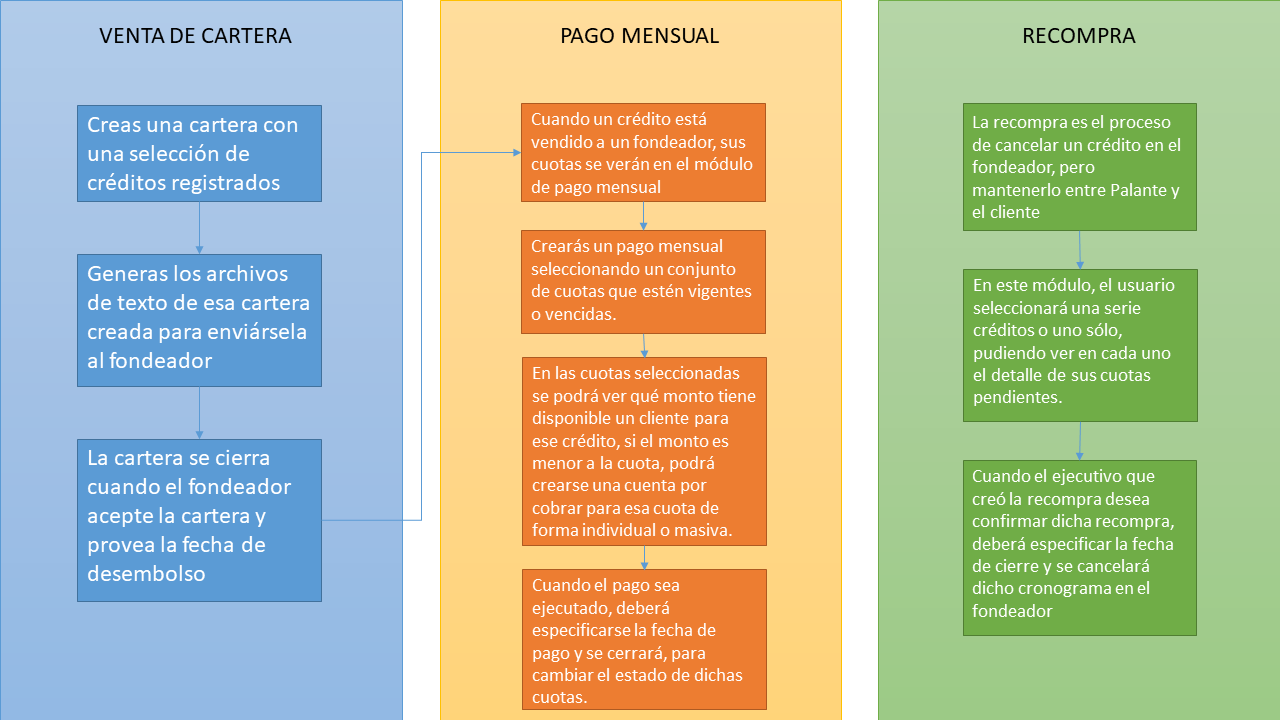 VENTA DE CARTERA
Creas una cartera con
una selección de
créditos registrados
Generas los archivos
de texto de esa cartera
creada para enviársela
al fondeador
La cartera se cierra
cuando el fondeador
acepte la cartera y
provea la fecha de
desembolso
PAGO MENSUAL
Cuando un crédito está
vendido a un fondeador, sus
cuotas se verán en el módulo
de pago mensual
Crearás un pago mensual
seleccionando un conjunto
de cuotas que estén vigentes
o vencidas.
En las cuotas seleccionadas
se podrá ver qué monto tiene
disponible un cliente para
ese crédito, si el monto es
menor a la cuota, podrá
crearse una cuenta por
cobrar para esa cuota de
forma individual o masiva.
Cuando el pago sea
ejecutado, deberá
especificarse la fecha de
pago y se cerrará, para
cambiar el estado de dichas
cuotas.
RECOMPRA
La recompra es el proceso
de cancelar un crédito en el
fondeador, pero
mantenerlo entre Palante y
el cliente
En este módulo, el usuario
seleccionará una serie
créditos o uno sólo,
pudiendo ver en cada uno
el detalle de sus cuotas
pendientes.
Cuando el ejecutivo que
creó la recompra desea
confirmar dicha recompra,
deberá especificar la fecha
de cierre y se cancelará
dicho cronograma en el
fondeador